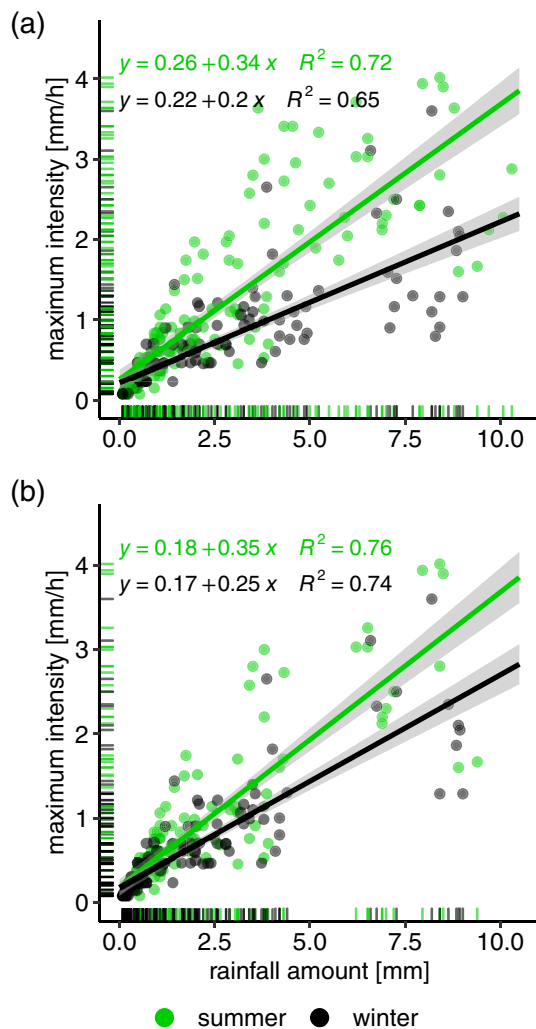 (a)
y = 0.26 + 0.34 x R² = 0.72
y = 0.22 + 0.2 x R² = 0.65
maximum intensity [mm/h]
4
3
2
1
0
0.0 2.5 5.0 7.5 10.0
(b)
y = 0.18 + 0.35 x R² = 0.76
y = 0.17 + 0.25 x R² = 0.74
maximum intensity [mm/h]
4
3
2
1
0
0.0 2.5 5.0 7.5 10.0
rainfall amount [mm]
summer winter